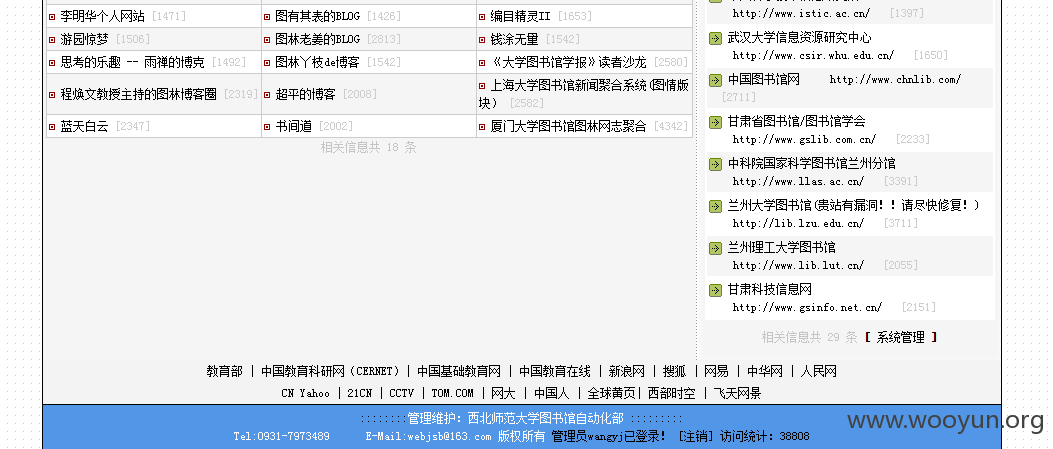 http://www.istic.ac.cn/ [1397]
李明华个人网站 [1471] 图有其表的BLOG [1426] 编目精灵II [1653]
游园惊梦 [1506] 图林老姜的BLOG [2813] 钱涂无量 [1542]
思考的乐趣 -- 雨禅的博克 [1492] 图林丫枝de博客 [1542] 《大学图书馆学报》读者沙龙 [2580]
程焕文教授主持的图林博客圈 [2319] 超平的博客 [2008] 上海大学图书馆新闻聚合系统(图情版
块) [2582]
蓝天白云 [2347] 书间道 [2002] 厦门大学图书馆图林网志聚合 [4342]
相关信息共 18 条
武汉大学信息资源研究中心
http://www.csir.whu.edu.cn/ [1650]
中国图书馆网 http://www.chnlib.com/
[2711]
甘肃省图书馆/图书馆学会
http://www.gslib.com.cn/ [2233]
中科院国家科学图书馆兰州分馆
http://www.llas.ac.cn/ [3391]
兰州大学图书馆(贵站有漏洞！！请尽快修复！)
http://lib.lzu.edu.cn/ [3711]
兰州理工大学图书馆
http://www.lib.lut.cn/ [2055]
甘肃科技信息网
http://www.gsinfo.net.cn/ [2151]
相关信息共 29 条 [ 系统管理 ]
教育部 | 中国教育科研网（CERNET）| 中国基础教育网 | 中国教育在线 | 新浪网 | 搜狐 | 网易 | 中华网 | 人民网
CN Yahoo | 21CN | CCTV | TOM.COM | 网大 | 中国人 | 全球黄页| 西部时空 | 飞天网景
::::::::管理维护: 西北师范大学图书馆自动化部 :::::::::
Tel:0931-7973489 E-Mail:webjsb@163.com 版权所有 管理员wangyj已登录! [注销] 访问统计: 38808
www.wooyun.org